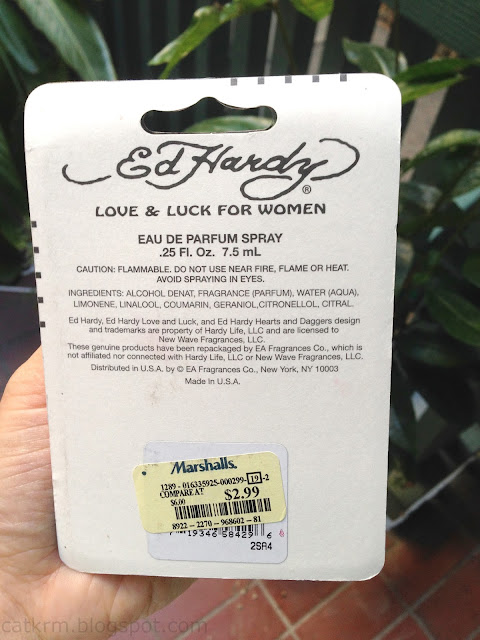 Ed Hardy®
LOVE & LUCK FOR WOMEN
EAU DE PARFUM SPRAY
.25 Fl. Oz. 7.5 mL
CAUTION: FLAMMABLE. DO NOT USE NEAR FIRE, FLAME OR HEAT.
AVOID SPRAYING IN EYES.
INGREDIENTS: ALCOHOL DENAT, FRAGRANCE (PARFUM), WATER (AQUA),
LIMONENE, LINALOOL, COUMARIN, GERANIOL,CITRONELLOL, CITRAL.
Ed Hardy, Ed Hardy Love and Luck, and Ed Hardy Hearts and Daggers design
and trademarks are property of Hardy Life, LLC and are licensed to
New Wave Fragrances, LLC.
These genuine products have been repackaged by EA Fragrances Co., which is
not affiliated nor connected with Hardy Life, LLC or New Wave Fragrances, LLC.
Distributed in U.S.A. by © EA Fragrances Co., New York, NY 10003
Made in U.S.A.
Marshalls.
1289 - 016335925-000299- 19 -2
COMPARE AT
$6.00
$2.99
8922 - 2270 - 968602 - 81
19346 58429 6
2SA4
catkrm.blogspot.com